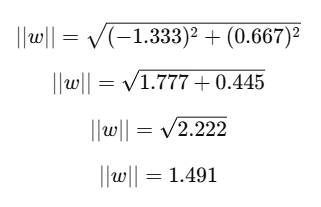 ||w|| = √(−1.333)² + (0.667)²
||w|| = √1.777 + 0.445
||w|| = √2.222
||w|| = 1.491